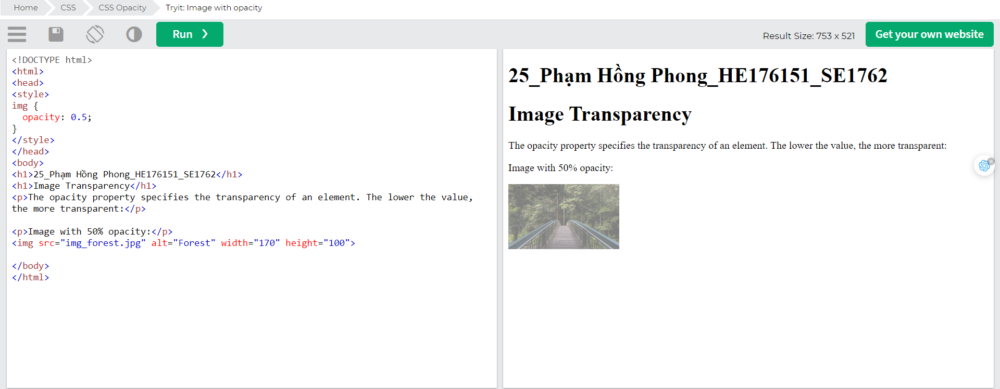 Home CSS CSS Opacity Tryit: Image with opacity
Run ❯ Result Size: 753 x 521 Get your own website
<!DOCTYPE html>
<html>
<head>
<style>
img {
  opacity: 0.5;
}
</style>
</head>
<body>
<h1>25_Phạm Hồng Phong_HE176151_SE1762</h1>
<h1>Image Transparency</h1>
<p>The opacity property specifies the transparency of an element. The lower the value,
the more transparent:</p>
<p>Image with 50% opacity:</p>
<img src="img_forest.jpg" alt="Forest" width="170" height="100">
</body>
</html>
25_Phạm Hồng Phong_HE176151_SE1762
Image Transparency
The opacity property specifies the transparency of an element. The lower the value, the more transparent:
Image with 50% opacity: